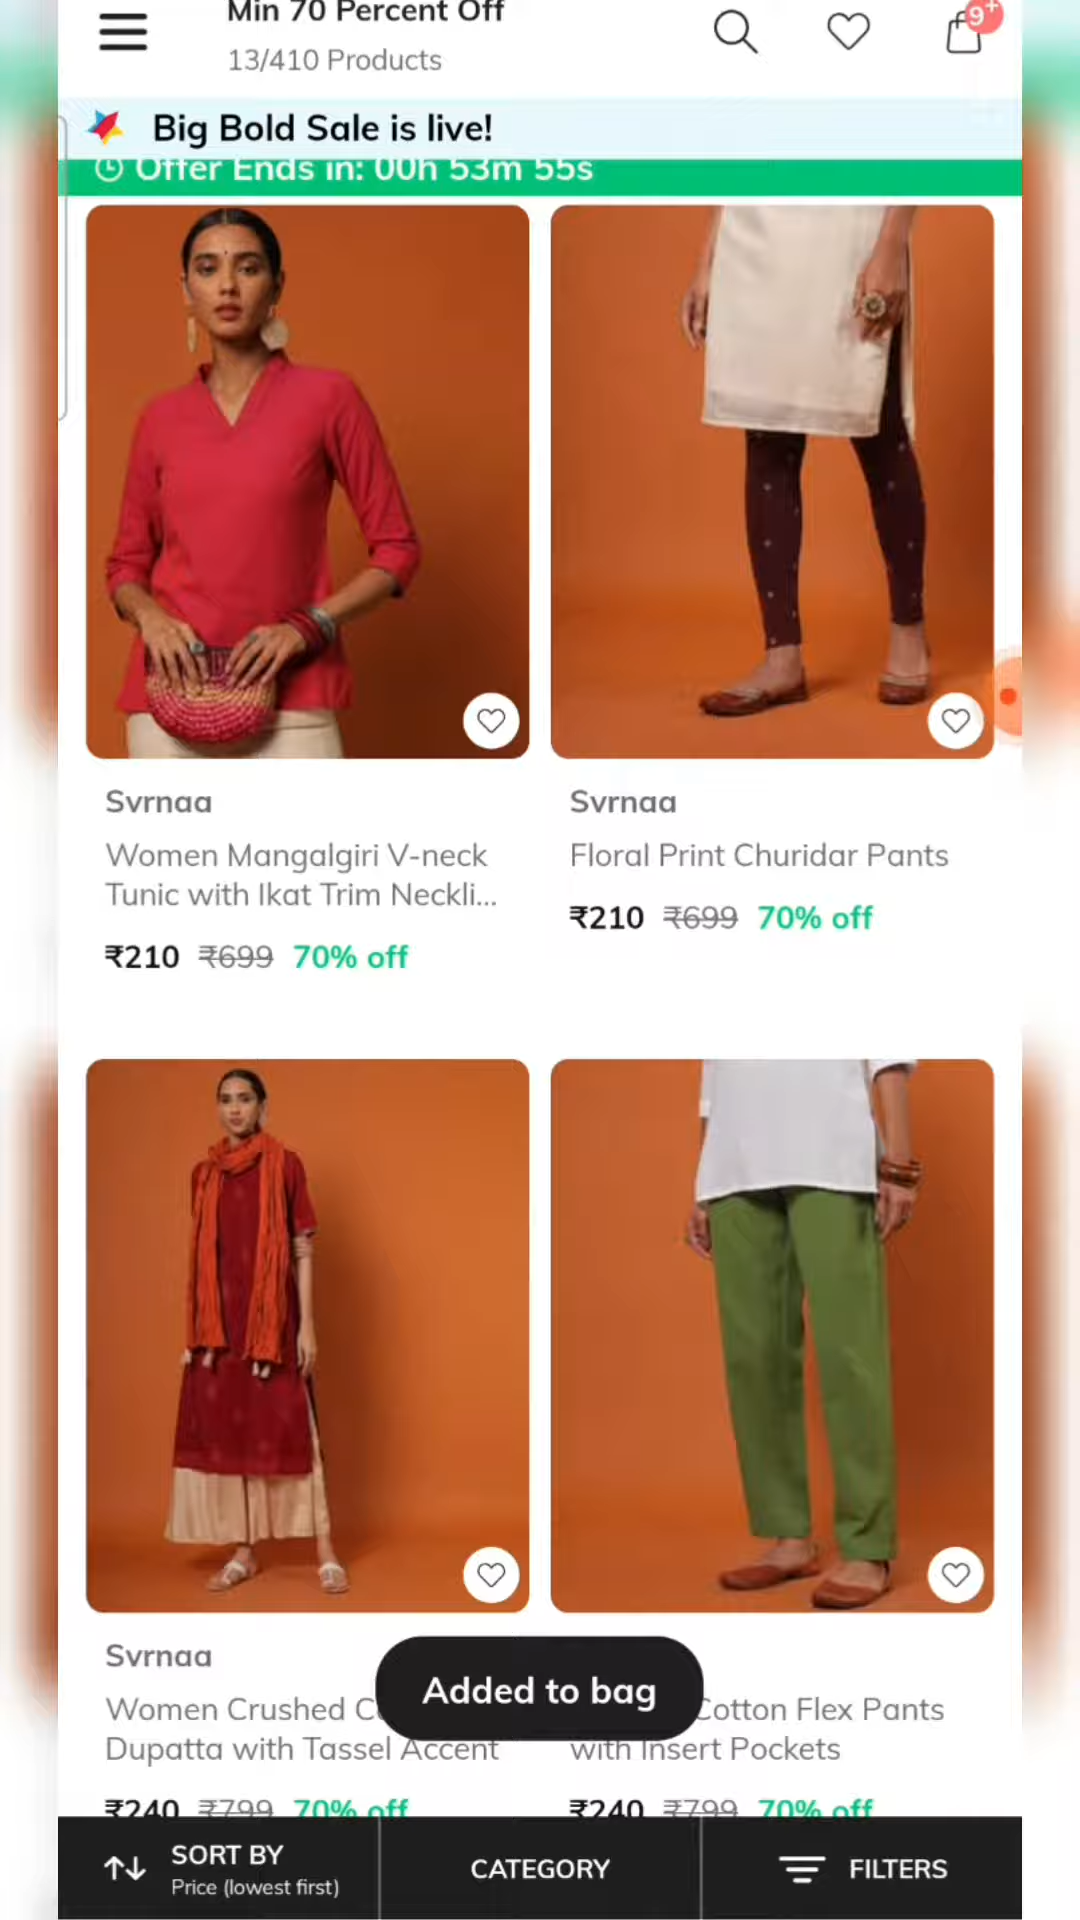 Min 70 Percent Off
13/410 Products
9+
Big Bold Sale is live!
Offer Ends in: 00h 53m 55s
Svrnaa
Women Mangalgiri V-neck
Tunic with Ikat Trim Neckli...
₹210 ₹699 70% off
Svrnaa
Floral Print Churidar Pants
₹210 ₹699 70% off
Svrnaa
Women Crushed C
Dupatta with Tassel Accent
₹240 ₹799 70% off
Cotton Flex Pants
with Insert Pockets
₹240 ₹799 70% off
Added to bag
SORT BY
Price (lowest first)
CATEGORY
FILTERS